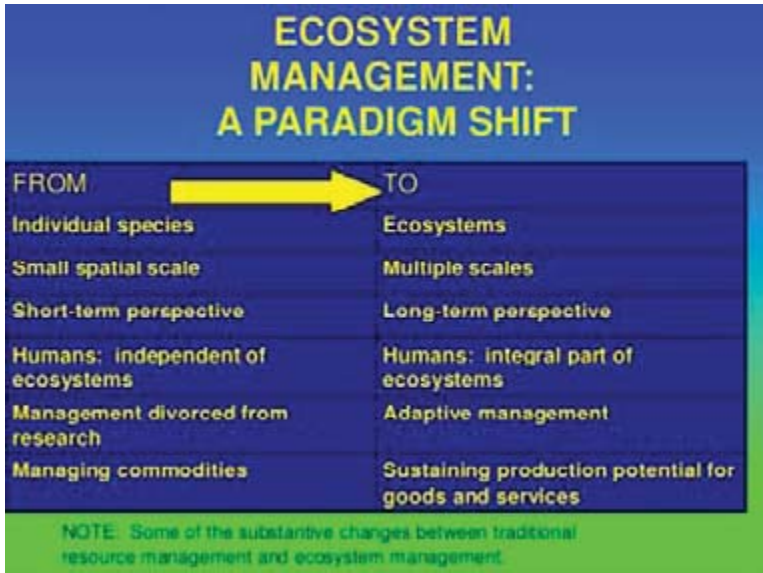 ECOSYSTEM
MANAGEMENT:
A PARADIGM SHIFT
FROM TO
Individual species Ecosystems
Small spatial scale Multiple scales
Short-term perspective Long-term perspective
Humans: independent of Humans: integral part of
ecosystems ecosystems
Management divorced from Adaptive management
research
Managing commodities Sustaining production potential for
goods and services
NOTE: Some of the substantive changes between traditional
resource management and ecosystem management.